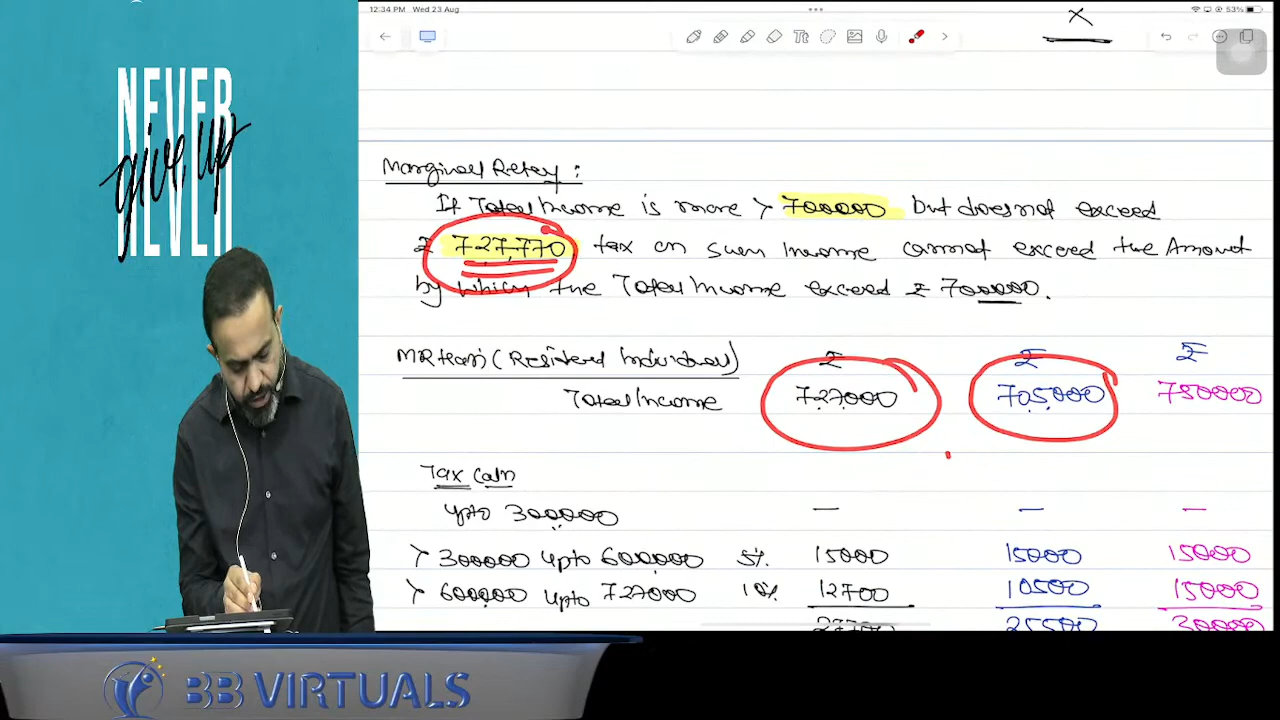 12:34 PM Wed 23 Aug
53%
NEVER
give up
NEVER
X
Marginal Relief :
If Total Income is more > 700000 but does not exceed
₹ 727,770 tax on such Income cannot exceed the Amount
by which the Total Income exceed ₹ 700000.
(Resident Individual) ₹ ₹ ₹
Total Income 727000 705000 750000
Tax Caln
upto 300000 — — —
> 300000 upto 600000 5% 15000 15000 15000
> 600000 upto 727000 10% 12700 10500 15000
27700 25500 30000
BB VIRTUALS